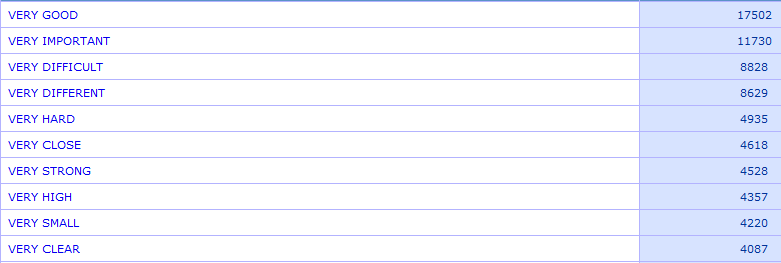 VERY GOOD 17502
VERY IMPORTANT 11730
VERY DIFFICULT 8828
VERY DIFFERENT 8629
VERY HARD 4935
VERY CLOSE 4618
VERY STRONG 4528
VERY HIGH 4357
VERY SMALL 4220
VERY CLEAR 4087